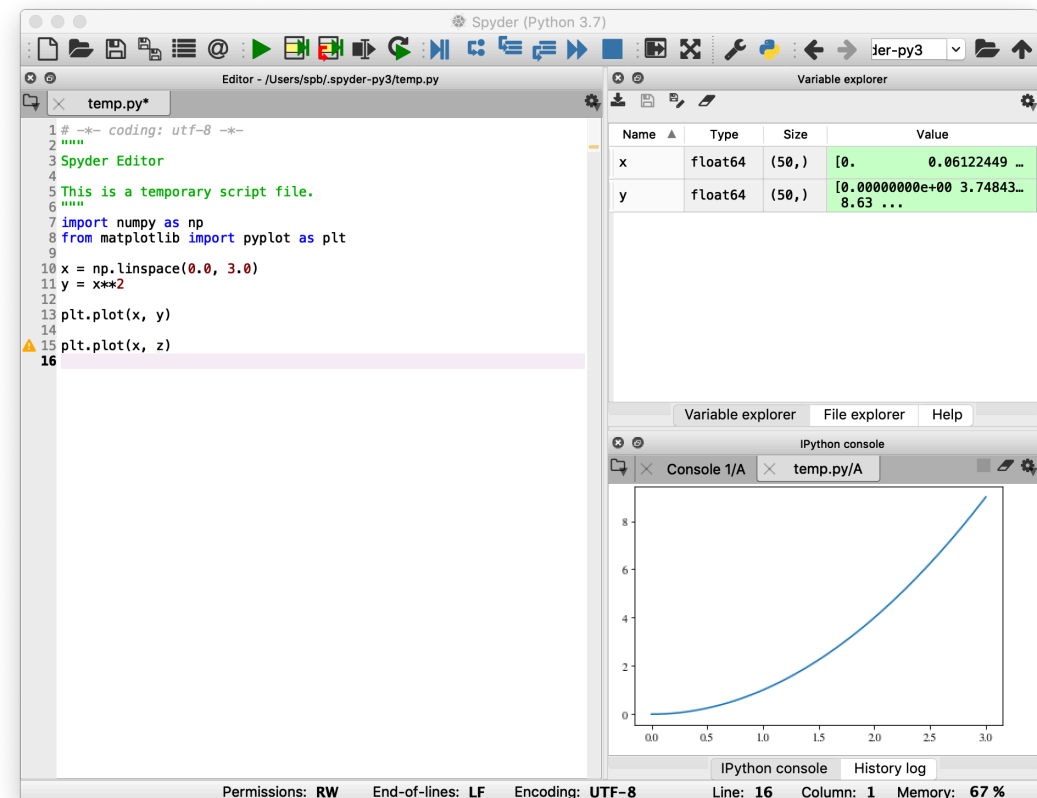 Spyder (Python 3.7)
der-py3
Editor - /Users/spb/.spyder-py3/temp.py
temp.py*
1 # -*- coding: utf-8 -*-
2 """
3 Spyder Editor
4
5 This is a temporary script file.
6 """
7 import numpy as np
8 from matplotlib import pyplot as plt
9
10 x = np.linspace(0.0, 3.0)
11 y = x**2
12
13 plt.plot(x, y)
14
15 plt.plot(x, z)
16
Variable explorer
Name Type Size Value
x float64 (50,) [0. 0.06122449 …
y float64 (50,) [0.00000000e+00 3.74843…
8.63 ...
Variable explorer File explorer Help
IPython console
Console 1/A temp.py/A
8
6
4
2
0
0.0 0.5 1.0 1.5 2.0 2.5 3.0
IPython console History log
Permissions: RW End-of-lines: LF Encoding: UTF-8 Line: 16 Column: 1 Memory: 67 %